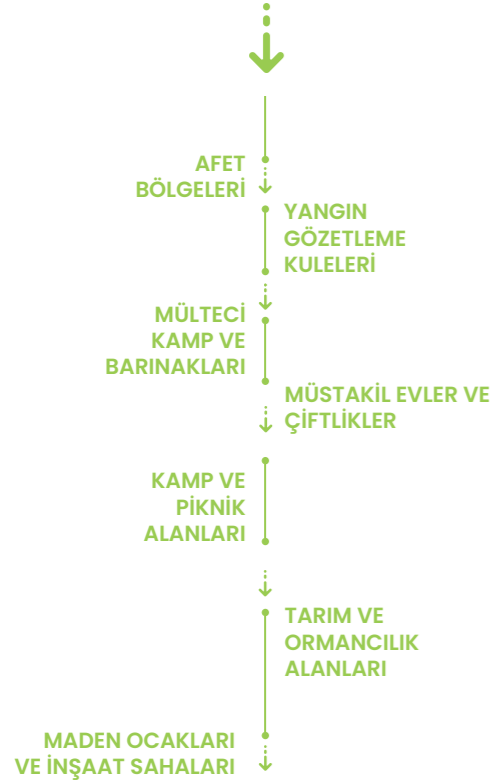 AFET
BÖLGELERİ
YANGIN
GÖZETLEME
KULELERİ
MÜLTECİ
KAMP VE
BARINAKLARI
MÜSTAKİL EVLER VE
ÇİFTLİKLER
KAMP VE
PİKNİK
ALANLARI
TARIM VE
ORMANCILIK
ALANLARI
MADEN OCAKLARI
VE İNŞAAT SAHALARI